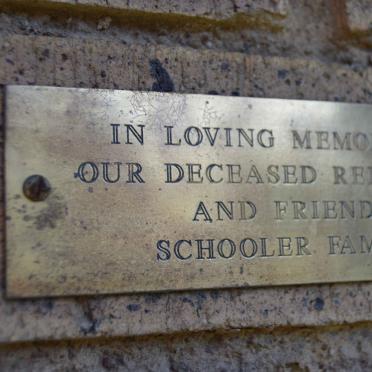 IN LOVING MEMO
OUR DECEASED RE
AND FRIEND
SCHOOLER FAM